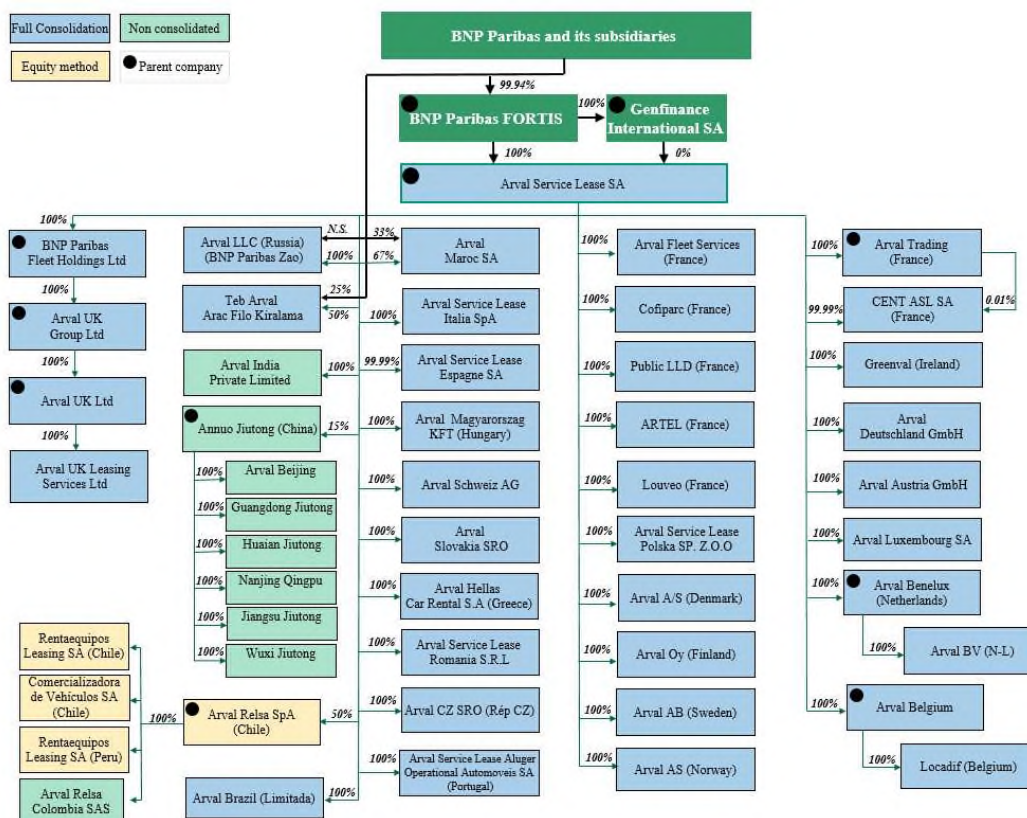 Full Consolidation
Non consolidated
Equity method
Parent company
BNP Paribas and its subsidiaries
99.94%
BNP Paribas FORTIS
100%
Genfinance
International SA
100%
0%
Arval Service Lease SA
100%
BNP Paribas
Fleet Holdings Ltd
100%
Arval UK
Group Ltd
100%
Arval UK Ltd
100%
Arval UK Leasing
Services Ltd
Arval LLC (Russia)
(BNP Paribas Zao)
N.S.
100%
33%
67%
Arval
Maroc SA
Teb Arval
Arac Filo Kiralama
25%
50%
Arval India
Private Limited
100%
Annuo Jiutong (China)
15%
100%
Arval Beijing
100%
Guangdong Jiutong
100%
Huaian Jiutong
100%
Nanjing Qingpu
100%
Jiangsu Jiutong
100%
Wuxi Jiutong
Rentaequipos
Leasing SA (Chile)
Comercializadora
de Vehículos SA
(Chile)
Rentaequipos
Leasing SA (Peru)
Arval Relsa
Colombia SAS
100%
Arval Relsa SpA
(Chile)
50%
Arval Brazil (Limitada)
100%
100%
Arval Service Lease
Italia SpA
99.99%
Arval Service Lease
Espagne SA
100%
Arval Magyarorszag
KFT (Hungary)
100%
Arval Schweiz AG
100%
Arval
Slovakia SRO
100%
Arval Hellas
Car Rental S.A (Greece)
100%
Arval Service Lease
Romania S.R.L
100%
Arval CZ SRO (Rép CZ)
100%
Arval Service Lease Aluger
Operational Automoveis SA
(Portugal)
100%
Arval Fleet Services
(France)
100%
Cofiparc (France)
100%
Public LLD (France)
100%
ARTEL (France)
100%
Louveo (France)
100%
Arval Service Lease
Polska SP. Z.O.O
100%
Arval A/S (Denmark)
100%
Arval Oy (Finland)
100%
Arval AB (Sweden)
100%
Arval AS (Norway)
100%
Arval Trading
(France)
0.01%
99.99%
CENT ASL SA
(France)
100%
Greenval (Ireland)
100%
Arval
Deutschland GmbH
100%
Arval Austria GmbH
100%
Arval Luxembourg SA
100%
Arval Benelux
(Netherlands)
100%
Arval BV (N-L)
100%
Arval Belgium
100%
Locadif (Belgium)